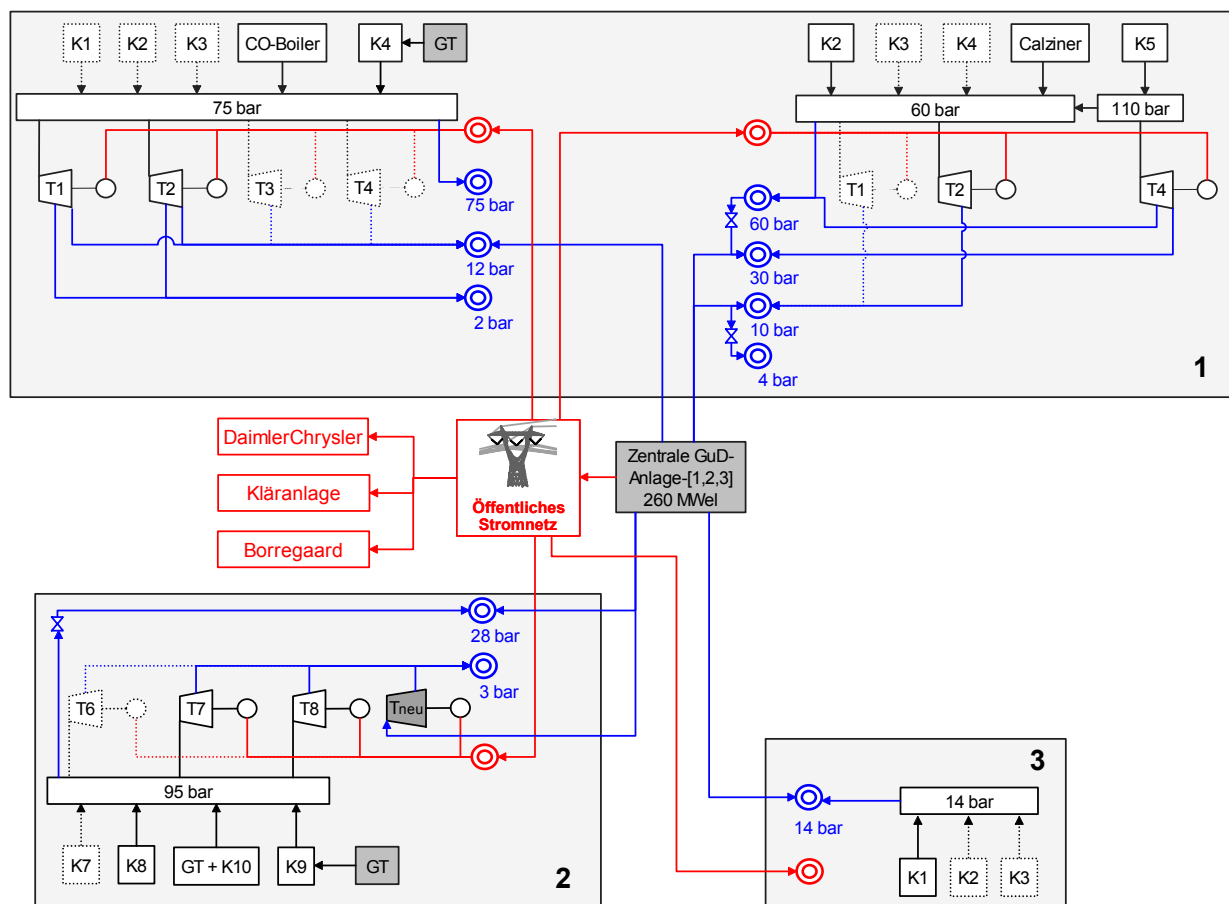 K1
K2
K3
CO-Boiler
K4
GT
75 bar
T1
T2
T3
T4
75 bar
12 bar
2 bar
K2
K3
K4
Calziner
K5
60 bar
110 bar
T1
T2
T4
60 bar
30 bar
10 bar
4 bar
1
DaimlerChrysler
Kläranlage
Borregaard
Öffentliches
Stromnetz
Zentrale GuD-
Anlage-[1,2,3]
260 MWel
28 bar
3 bar
T6
T7
T8
Tneu
95 bar
K7
K8
GT + K10
K9
GT
2
3
14 bar
14 bar
K1
K2
K3